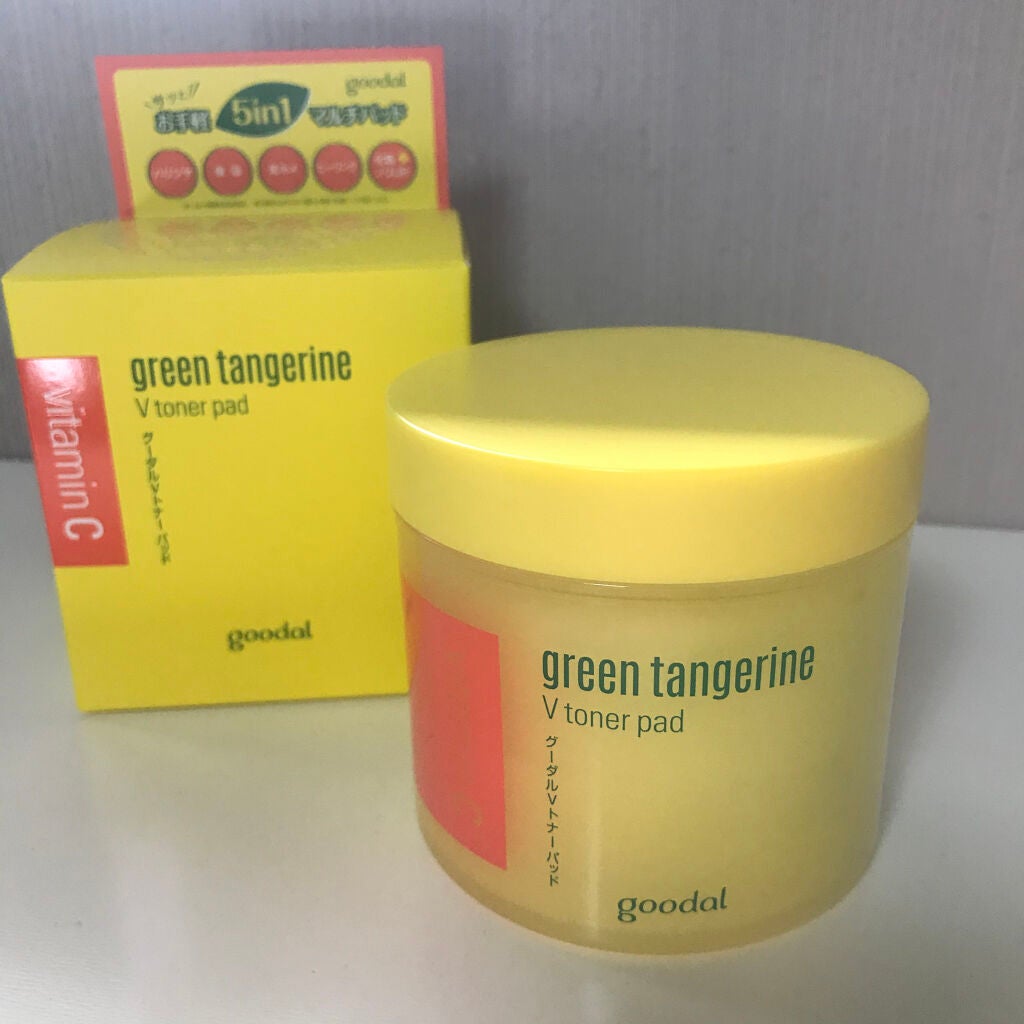 goodal
サッと!!
お手軽
5in1
マルチパッド
green tangerine
V toner pad
グーダルVトナーパッド
vitamin C
goodal
green tangerine
V toner pad
グーダルVトナーパッド
goodal